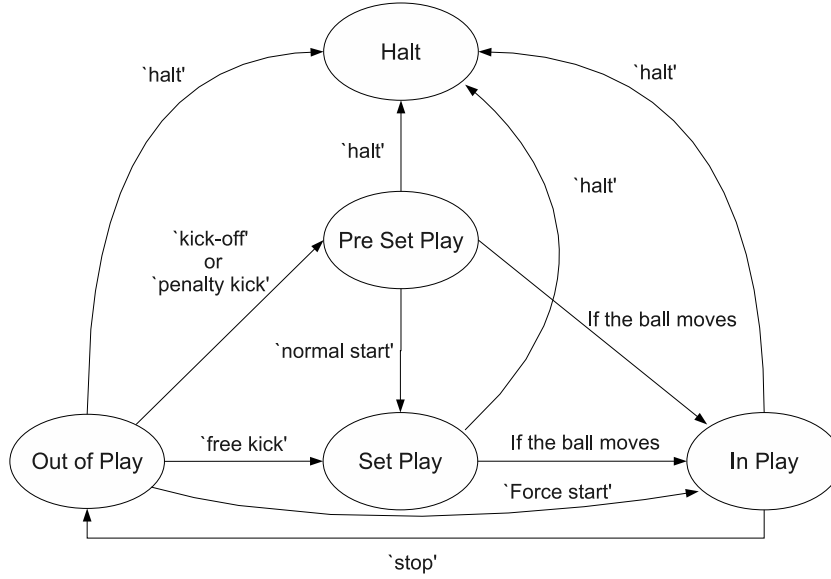 Halt
`halt'
`halt'
`halt'
`halt'
`kick-off'
or
`penalty kick'
Pre Set Play
If the ball moves
`normal start'
Out of Play
`free kick'
Set Play
If the ball moves
In Play
`Force start'
`stop'